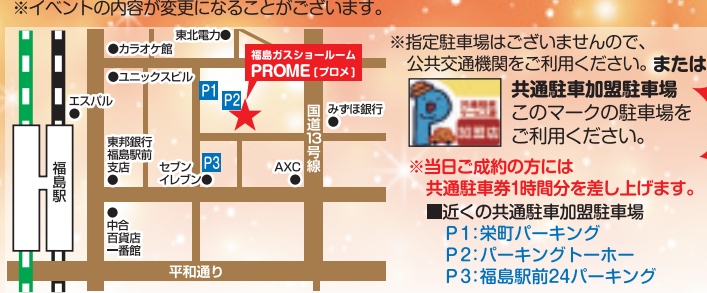 ※イベントの内容が変更になることがございます。
東北電力
カラオケ館
福島ガスショールーム
PROME [プロメ]
ユニックスビル
P1
P2
エスパル
国道13号線
みずほ銀行
東邦銀行
福島駅前
支店
セブン
イレブン
P3
AXC
福島駅
中合
百貨店
一番館
平和通り
※指定駐車場はございませんので、
公共交通機関をご利用ください。または
共通駐車加盟駐車場
このマークの駐車場を
ご利用ください。
加盟店
※当日ご成約の方には
共通駐車券1時間分を差し上げます。
■近くの共通駐車加盟駐車場
P1:栄町パーキング
P2:パーキングトーホー
P3:福島駅前24パーキング